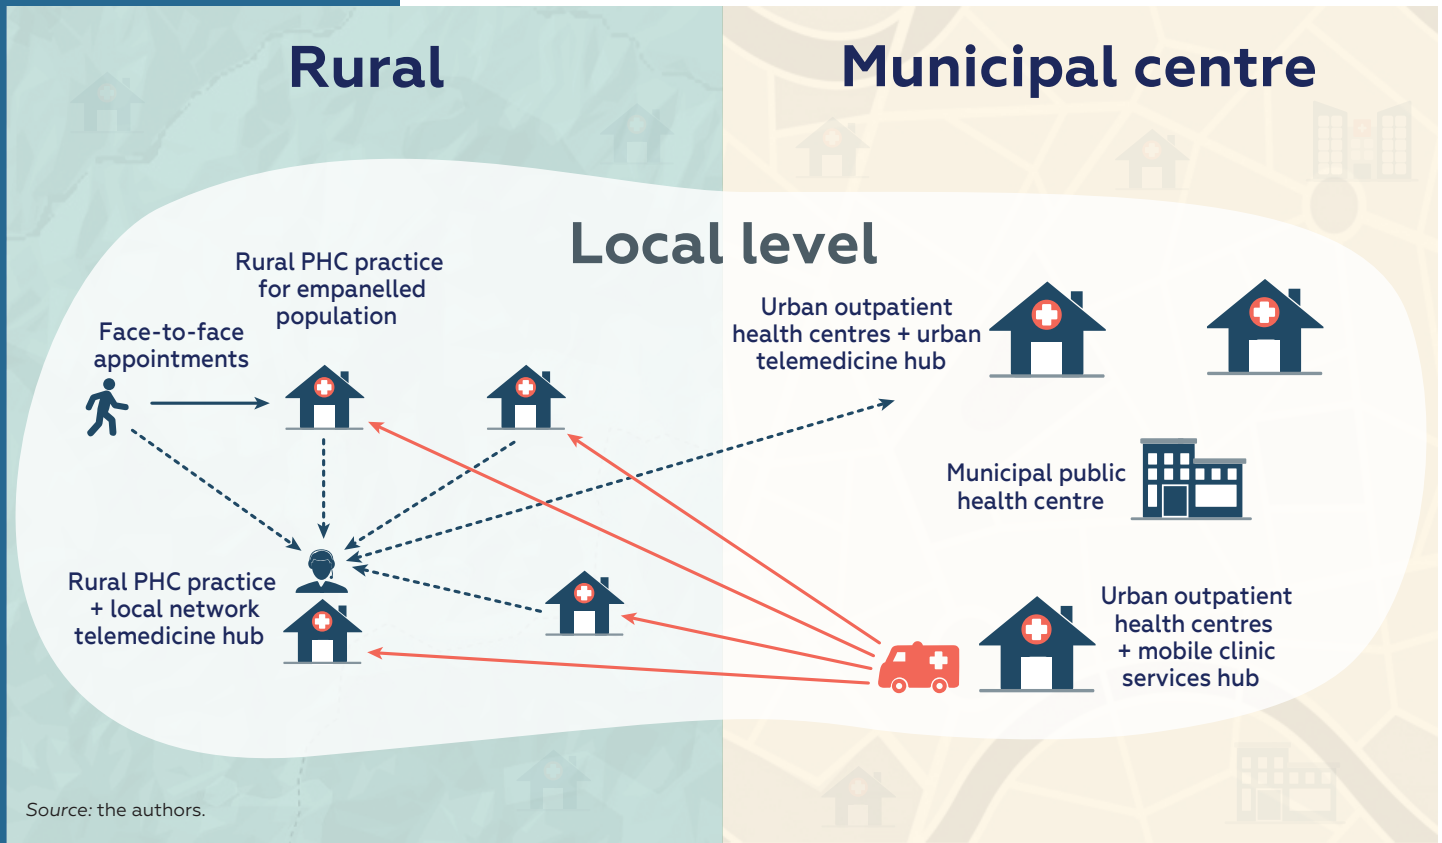 Rural
Municipal centre
Local level
Rural PHC practice
for empanelled
population
Face-to-face
appointments
Urban outpatient
health centres + urban
telemedicine hub
Municipal public
health centre
Rural PHC practice
+ local network
telemedicine hub
Urban outpatient
health centres
+ mobile clinic
services hub
Source: the authors.